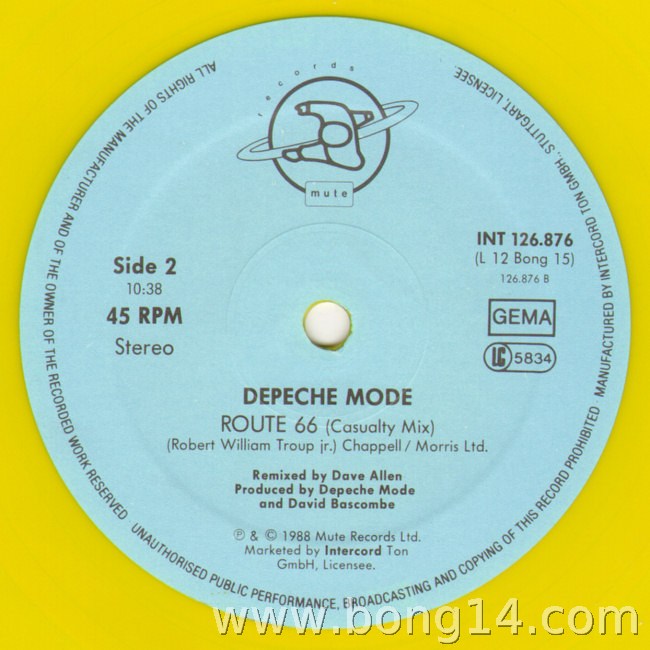 records
mute
Side 2
10:38
45 RPM
Stereo
INT 126.876
(L 12 Bong 15)
126.876 B
GEMA
LC 5834
DEPECHE MODE
ROUTE 66 (Casualty Mix)
(Robert William Troup jr.) Chappell / Morris Ltd.
Remixed by Dave Allen
Produced by Depeche Mode
and David Bascombe
℗ & © 1988 Mute Records Ltd.
Marketed by Intercord Ton
GmbH, Licensee.
ALL RIGHTS OF THE MANUFACTURER AND OF THE OWNER OF THE RECORDED WORK RESERVED UNAUTHORISED PUBLIC PERFORMANCE, BROADCASTING AND COPYING OF THIS RECORD PROHIBITED MANUFACTURED BY INTERCORD TON GMBH, STUTTGART, LICENSEE.
www.bong14.com